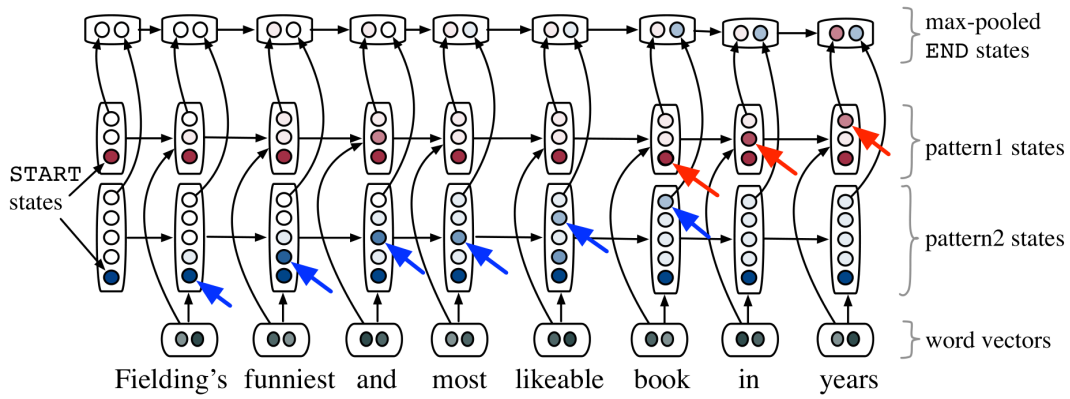 max-pooled
END states
pattern1 states
START
states
pattern2 states
word vectors
Fielding's funniest and most likeable book in years